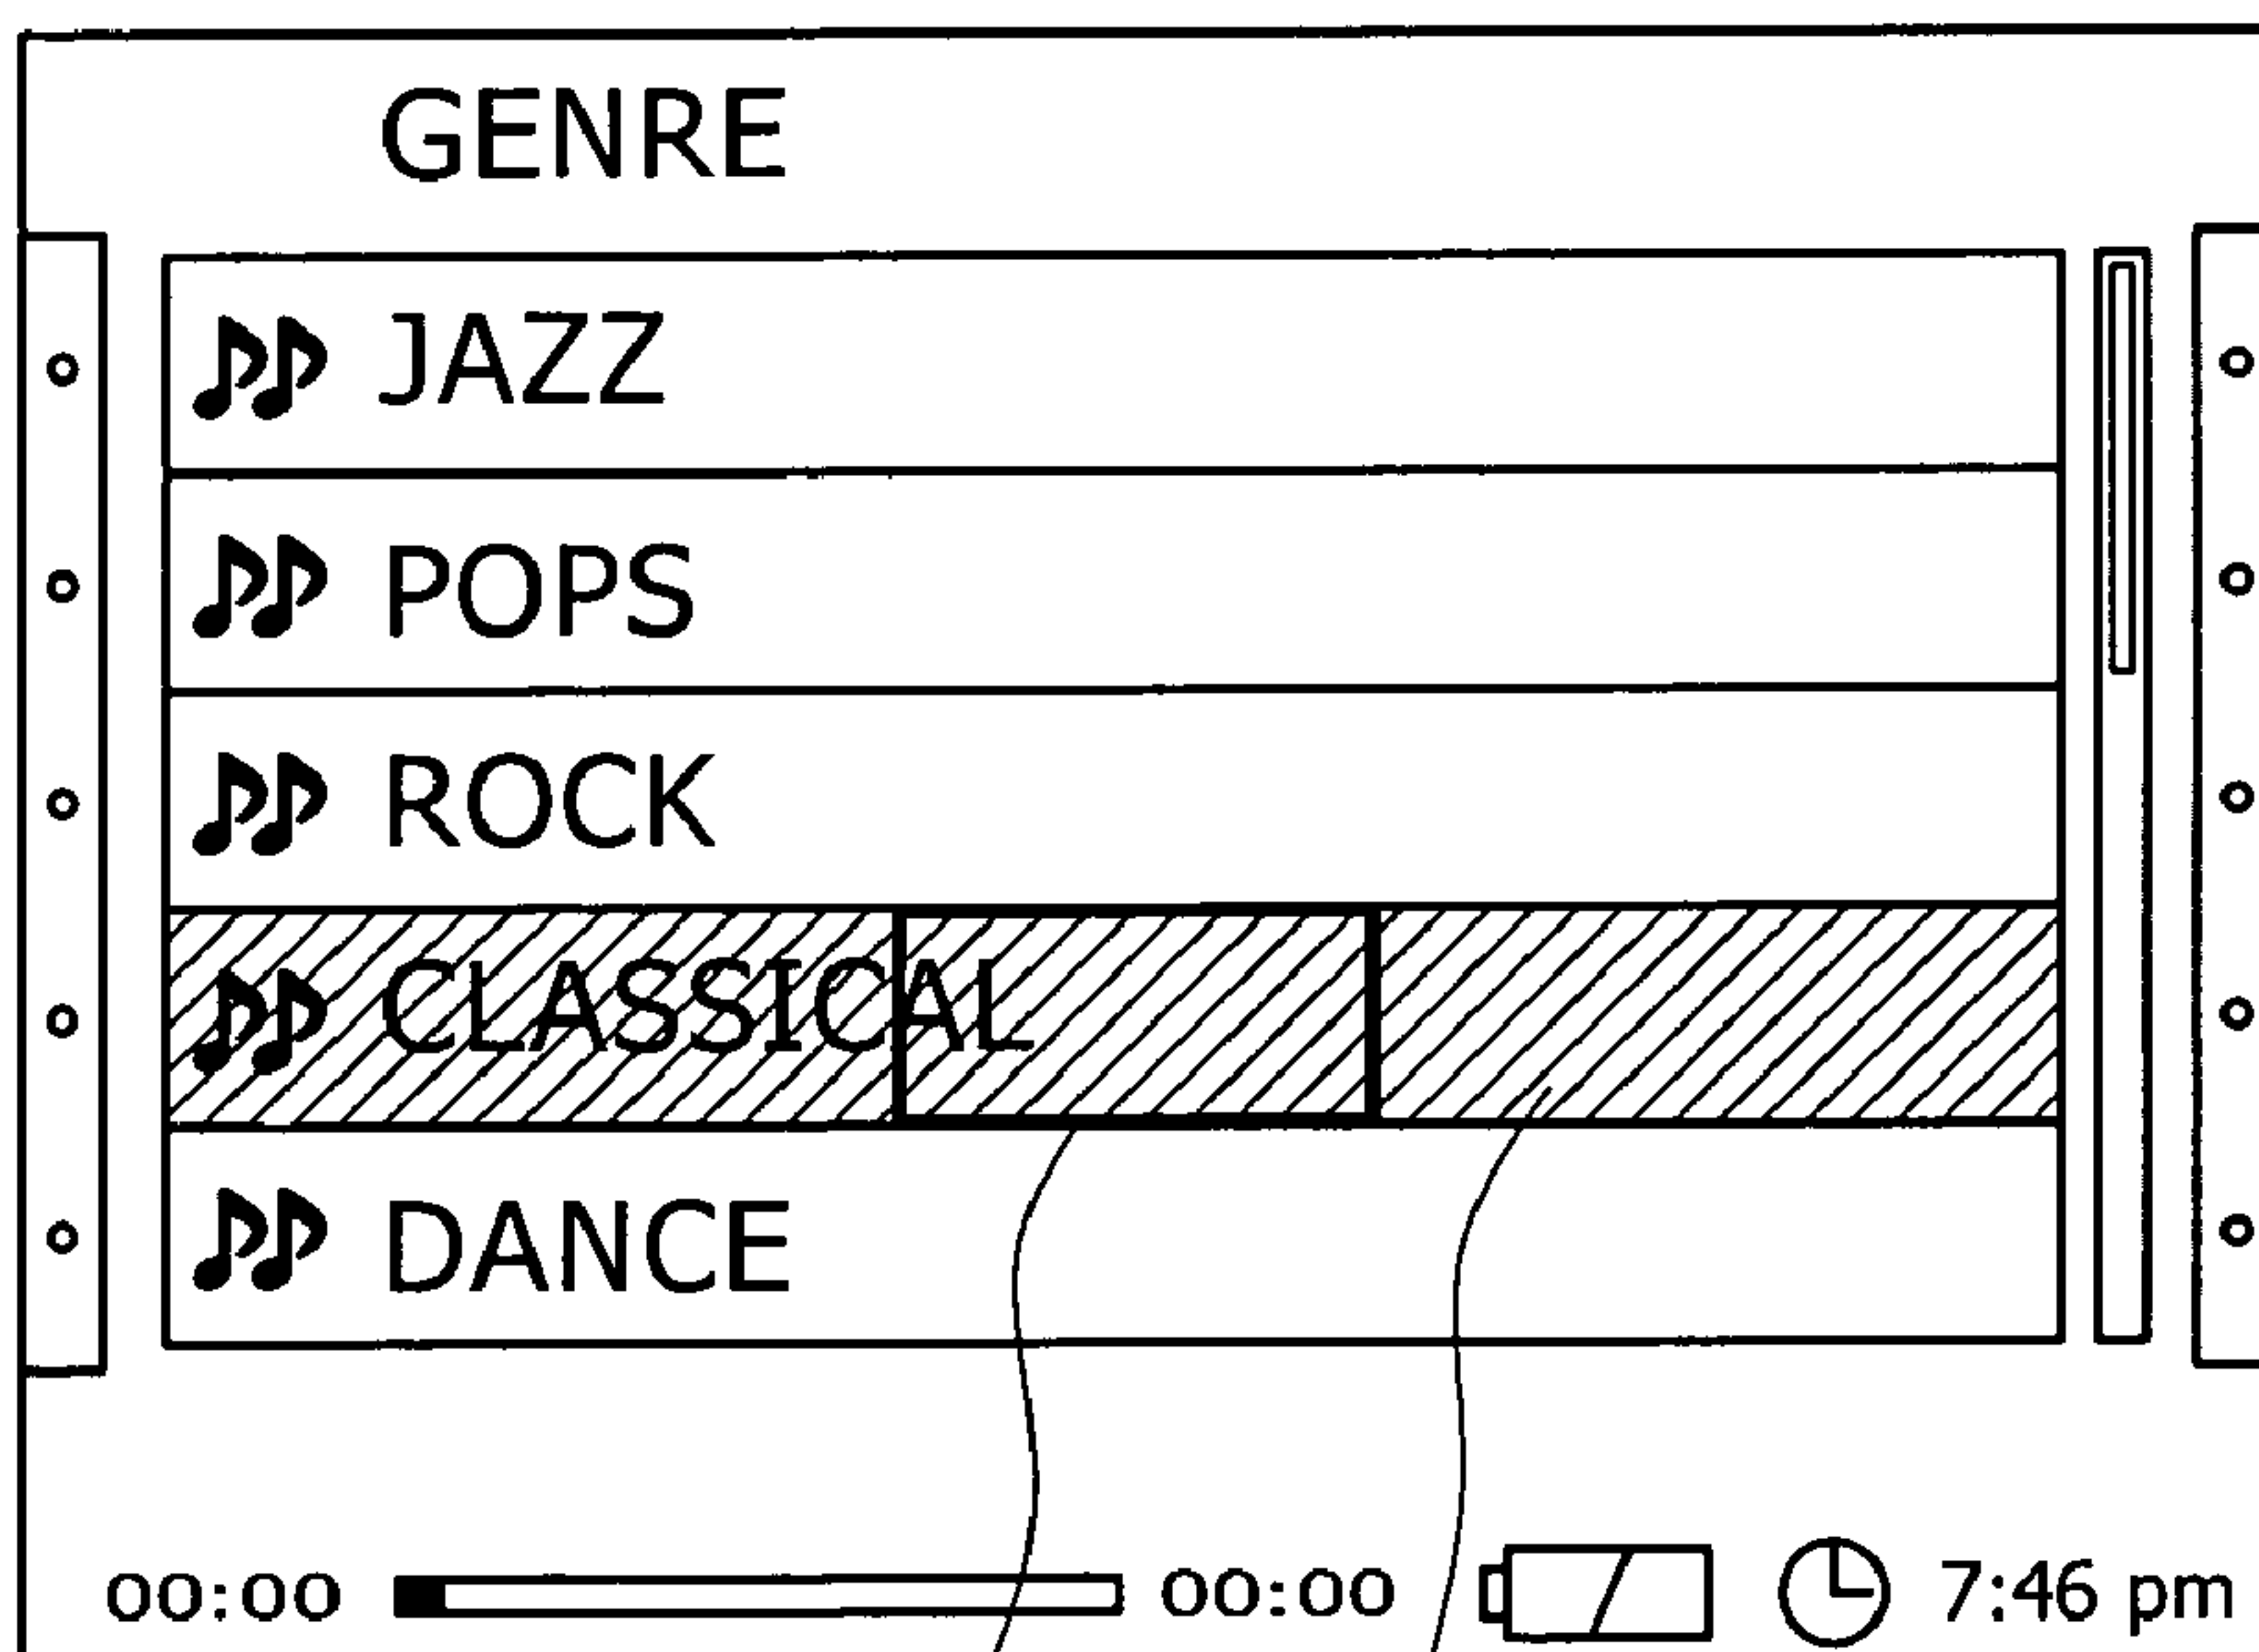 GENRE
JAZZ
POPS
ROCK
CLASSICAL
DANCE
00:00 00:00 7:46 pm